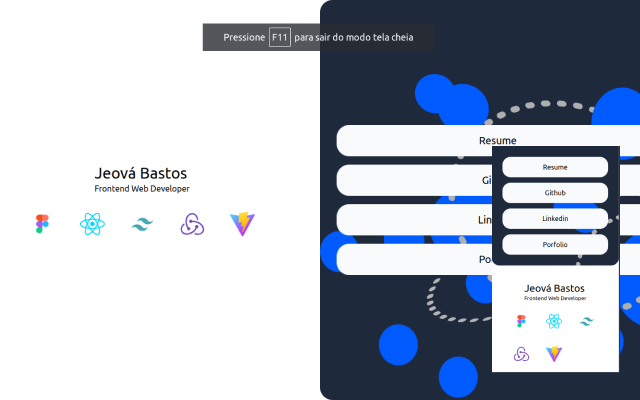 Pressione F11 para sair do modo tela cheia
Jeová Bastos
Frontend Web Developer
Resume
Gi
Lin
Po
Resume
Github
Linkedin
Porfolio
Jeová Bastos
Frontend Web Developer